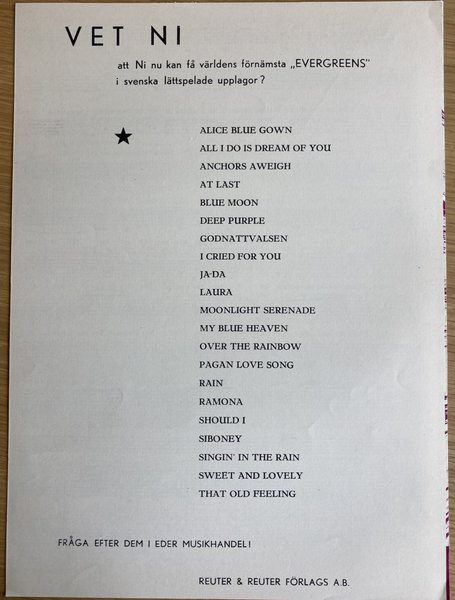 VET NI
att Ni nu kan få världens förnämsta „EVERGREENS"
i svenska lättspelade upplagor?
★
ALICE BLUE GOWN
ALL I DO IS DREAM OF YOU
ANCHORS AWEIGH
AT LAST
BLUE MOON
DEEP PURPLE
GODNATTVALSEN
I CRIED FOR YOU
JA-DA
LAURA
MOONLIGHT SERENADE
MY BLUE HEAVEN
OVER THE RAINBOW
PAGAN LOVE SONG
RAIN
RAMONA
SHOULD I
SIBONEY
SINGIN' IN THE RAIN
SWEET AND LOVELY
THAT OLD FEELING
FRÅGA EFTER DEM I EDER MUSIKHANDEL!
REUTER & REUTER FÖRLAGS A.B.